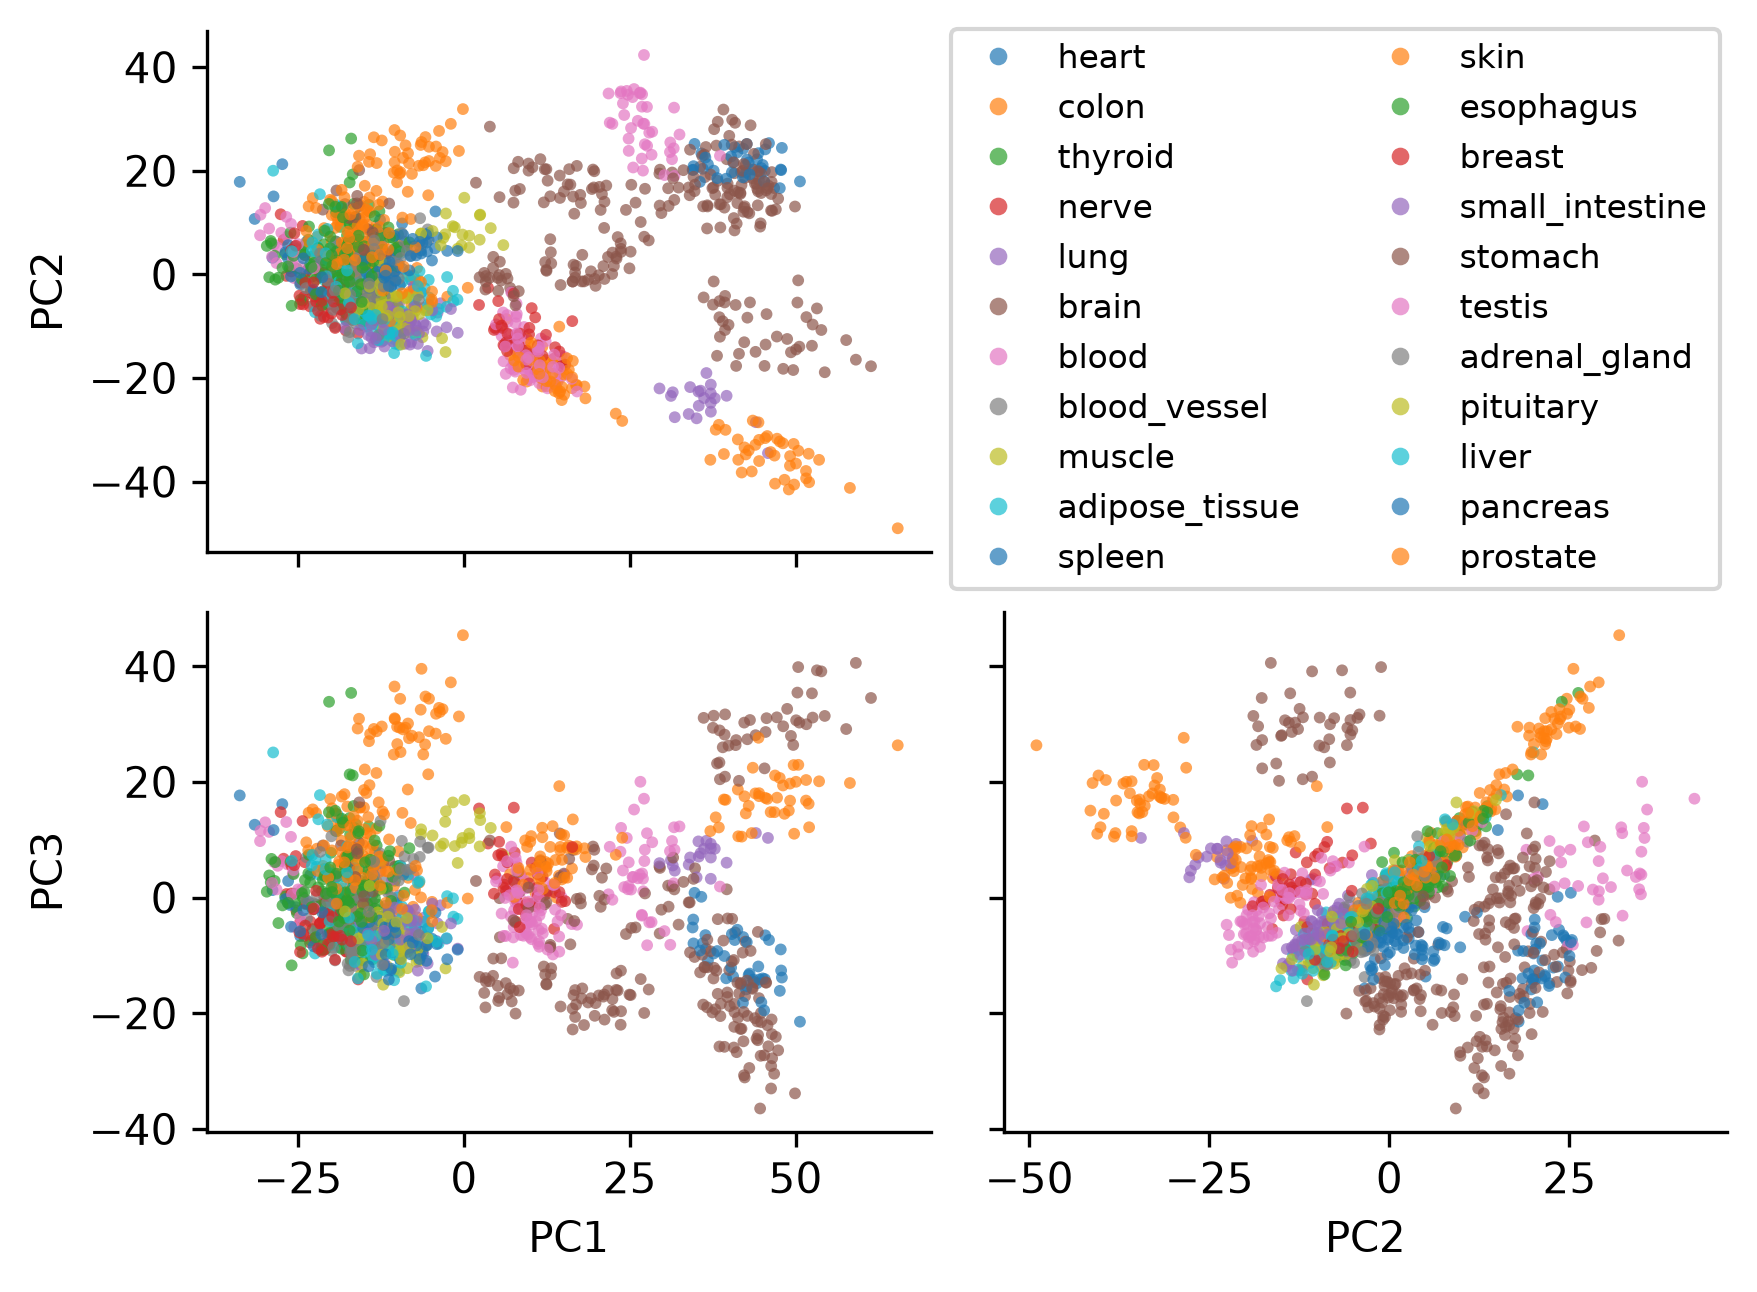 40
20
0
−20
−40
PC2
heart
colon
thyroid
nerve
lung
brain
blood
blood_vessel
muscle
adipose_tissue
spleen
skin
esophagus
breast
small_intestine
stomach
testis
adrenal_gland
pituitary
liver
pancreas
prostate
40
20
0
−20
−40
PC3
−25 0 25 50
PC1
−50 −25 0 25
PC2